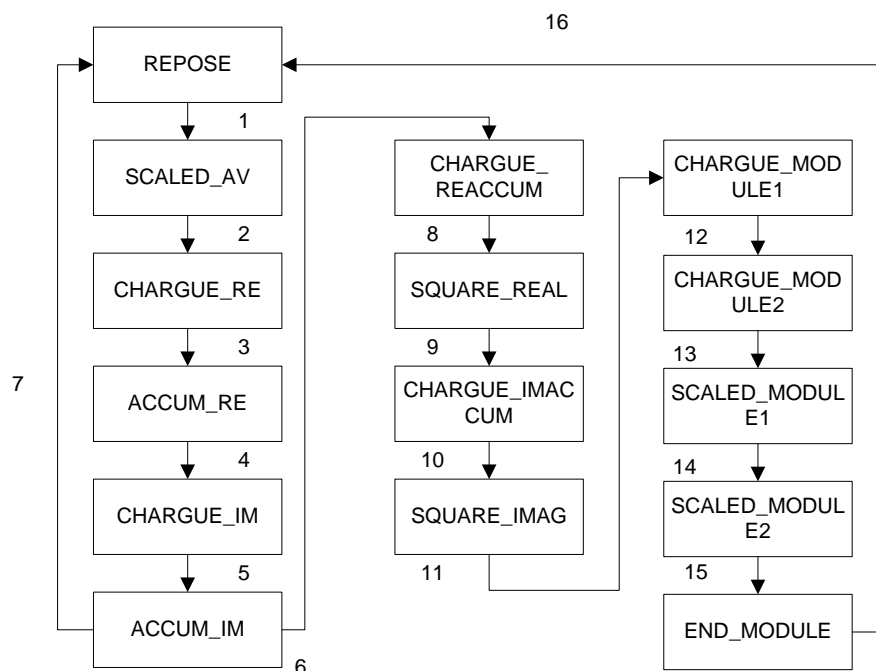 16
REPOSE
1
SCALED_AV
2
CHARGUE_RE
3
ACCUM_RE
4
CHARGUE_IM
5
ACCUM_IM
6
7
CHARGUE_
REACCUM
8
SQUARE_REAL
9
CHARGUE_IMAC
CUM
10
SQUARE_IMAG
11
CHARGUE_MOD
ULE1
12
CHARGUE_MOD
ULE2
13
SCALED_MODUL
E1
14
SCALED_MODUL
E2
15
END_MODULE